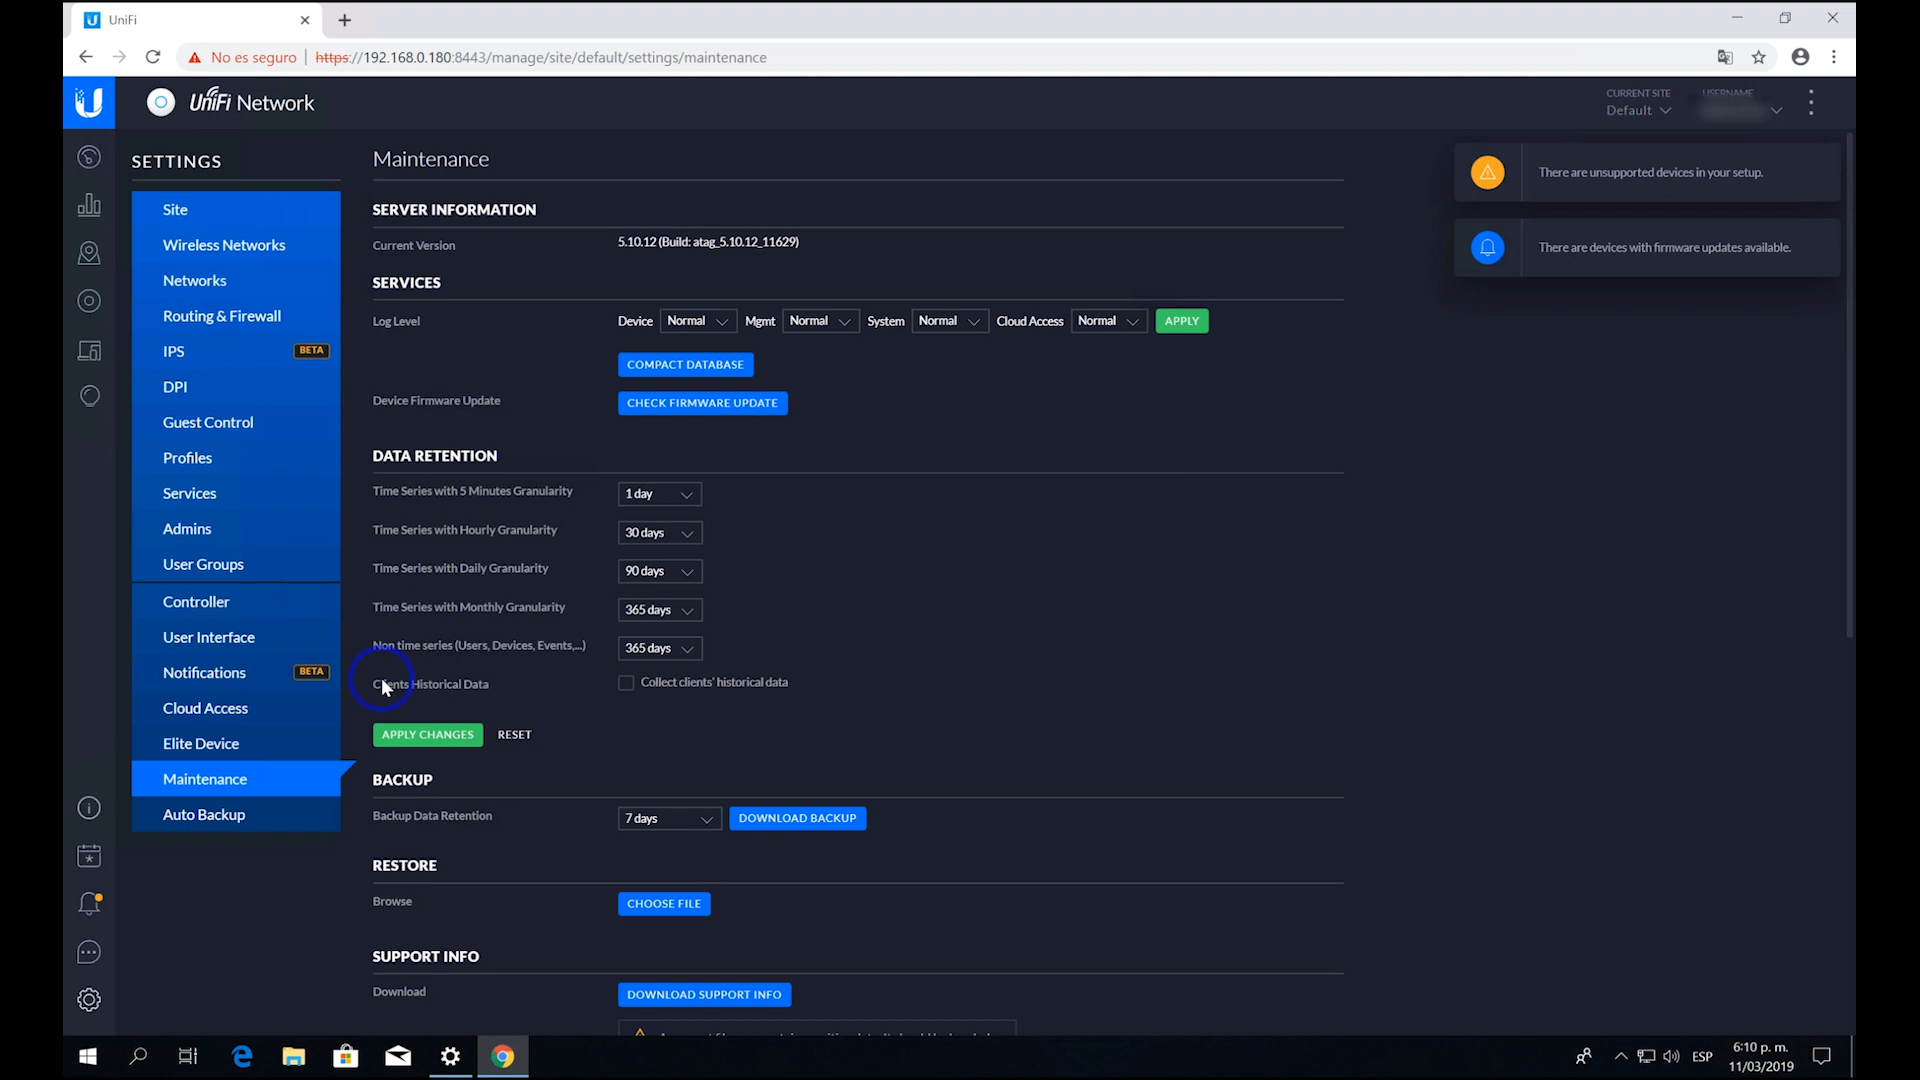 UniFi
No es seguro https://192.168.0.180:8443/manage/site/default/settings/maintenance
U UniFi Network
CURRENT SITE
Default
USERNAME
SETTINGS
Site
Wireless Networks
Networks
Routing & Firewall
IPS BETA
DPI
Guest Control
Profiles
Services
Admins
User Groups
Controller
User Interface
Notifications BETA
Cloud Access
Elite Device
Maintenance
Auto Backup
Maintenance
SERVER INFORMATION
Current Version 5.10.12 (Build: atag_5.10.12_11629)
SERVICES
Log Level Device Normal Mgmt Normal System Normal Cloud Access Normal APPLY
COMPACT DATABASE
Device Firmware Update CHECK FIRMWARE UPDATE
DATA RETENTION
Time Series with 5 Minutes Granularity 1 day
Time Series with Hourly Granularity 30 days
Time Series with Daily Granularity 90 days
Time Series with Monthly Granularity 365 days
Non time series (Users, Devices, Events,...) 365 days
Clients Historical Data Collect clients' historical data
APPLY CHANGES RESET
BACKUP
Backup Data Retention 7 days DOWNLOAD BACKUP
RESTORE
Browse CHOOSE FILE
SUPPORT INFO
Download DOWNLOAD SUPPORT INFO
There are unsupported devices in your setup.
There are devices with firmware updates available.
ESP
6:10 p. m.
11/03/2019